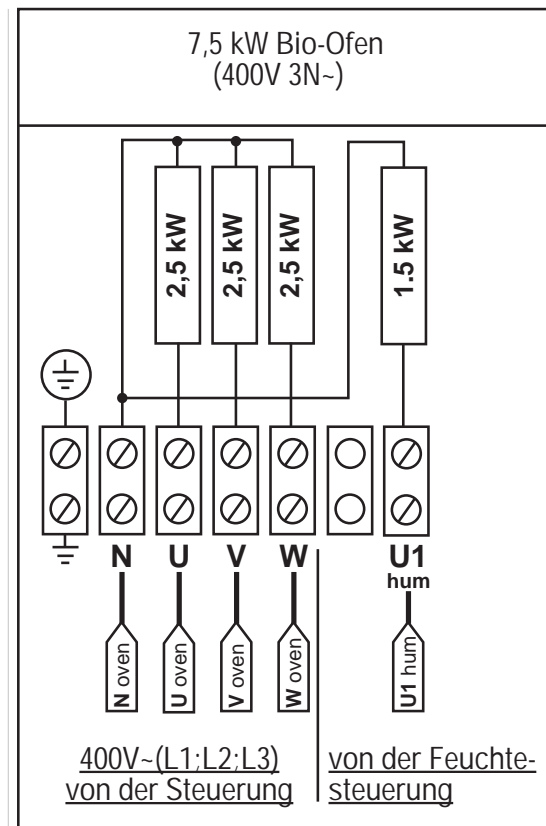 7,5 kW Bio-Ofen
(400V 3N~)
2,5 kW
2,5 kW
2,5 kW
1.5 kW
N U V W U1
hum
N oven
U oven
V oven
W oven
U1 hum
400V~(L1;L2;L3)
von der Steuerung
von der Feuchte-
steuerung